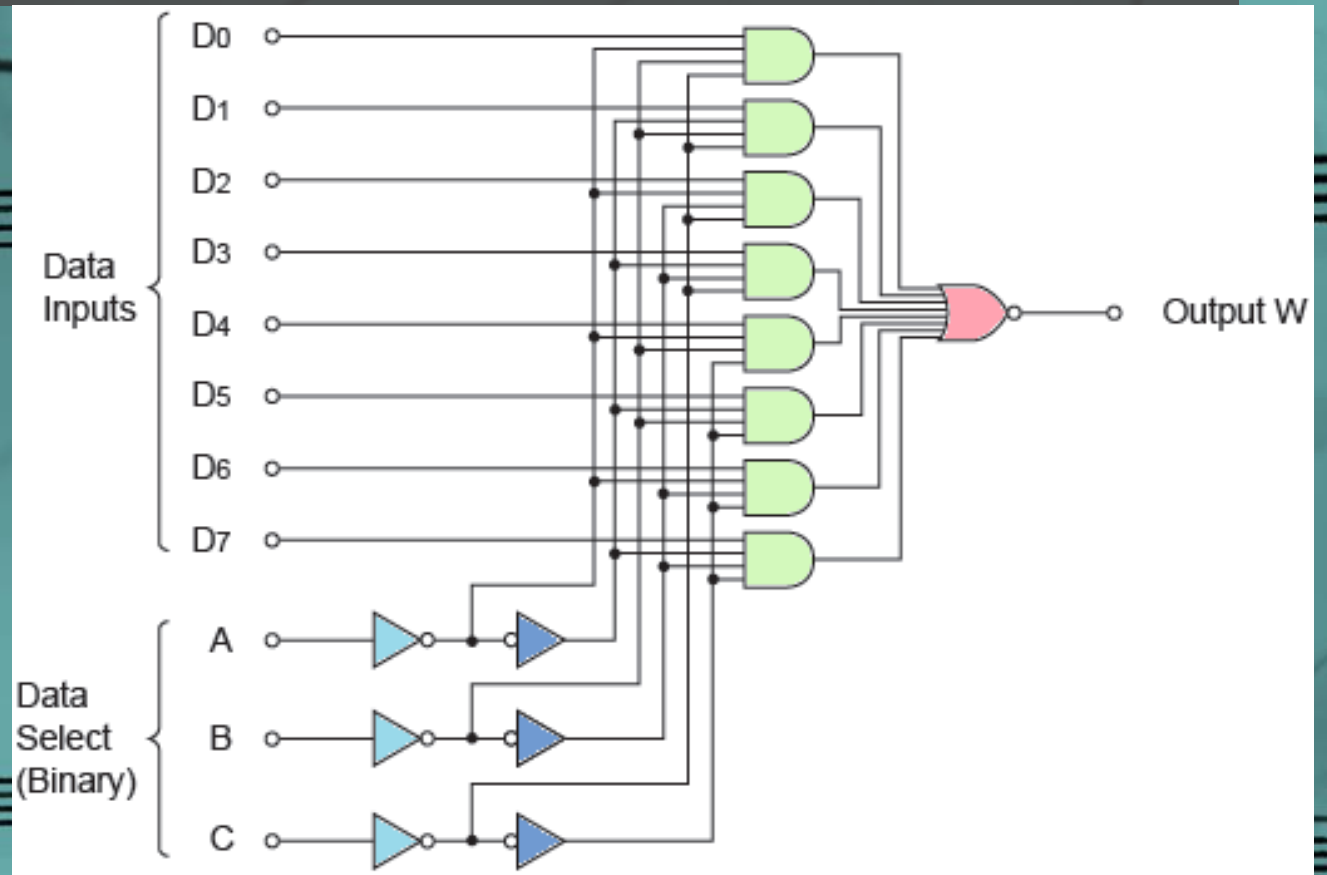 D0
D1
D2
D3
Data
Inputs
D4
D5
D6
D7
Output W
A
Data
Select
(Binary)
B
C